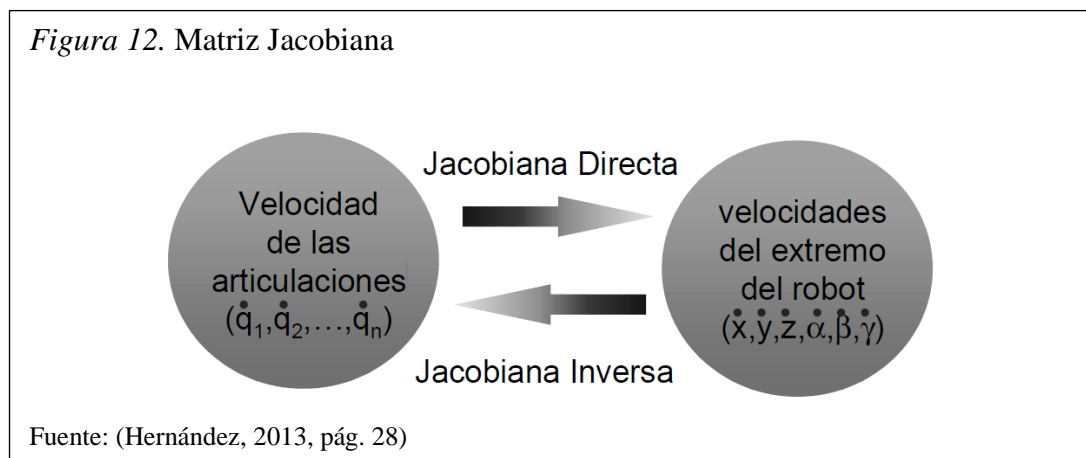 Figura 12. Matriz Jacobiana
Jacobiana Directa
Velocidad
de las
articulaciones
(q̇₁,q̇₂,…,q̇ₙ)
velocidades
del extremo
del robot
(ẋ,ẏ,ż,α̇,β̇,γ̇)
Jacobiana Inversa
Fuente: (Hernández, 2013, pág. 28)